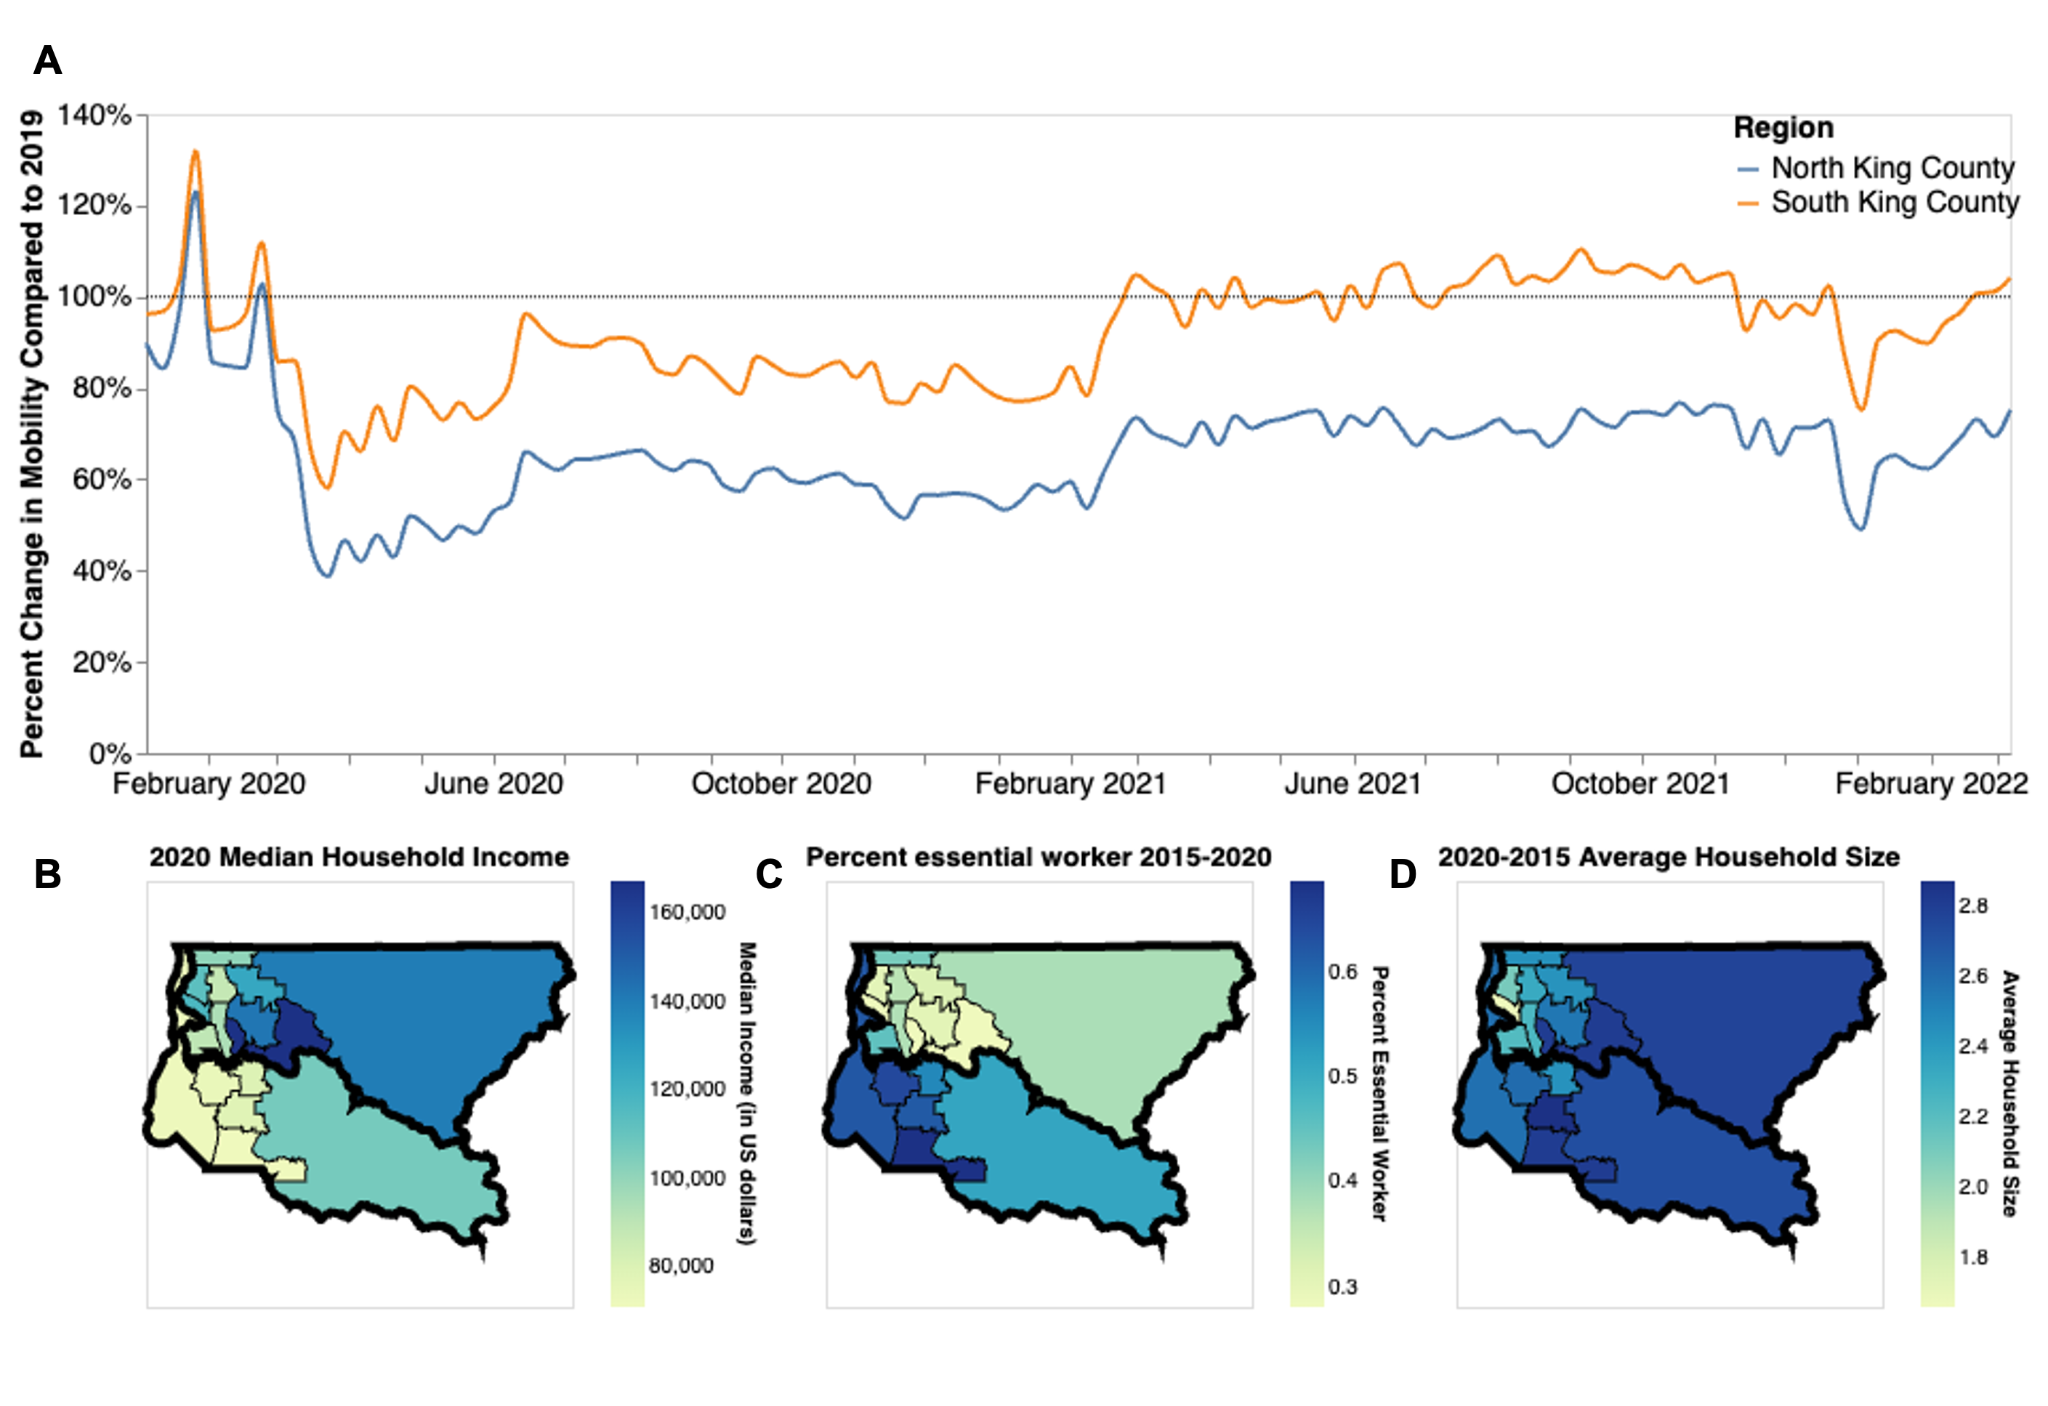 A
Percent Change in Mobility Compared to 2019
140%
120%
100%
80%
60%
40%
20%
0%
Region
North King County
South King County
February 2020
June 2020
October 2020
February 2021
June 2021
October 2021
February 2022
B
2020 Median Household Income
160,000
140,000
120,000
100,000
80,000
Median Income (in US dollars)
C
Percent essential worker 2015-2020
0.6
0.5
0.4
0.3
Percent Essential Worker
D
2020-2015 Average Household Size
2.8
2.6
2.4
2.2
2.0
1.8
Average Household Size